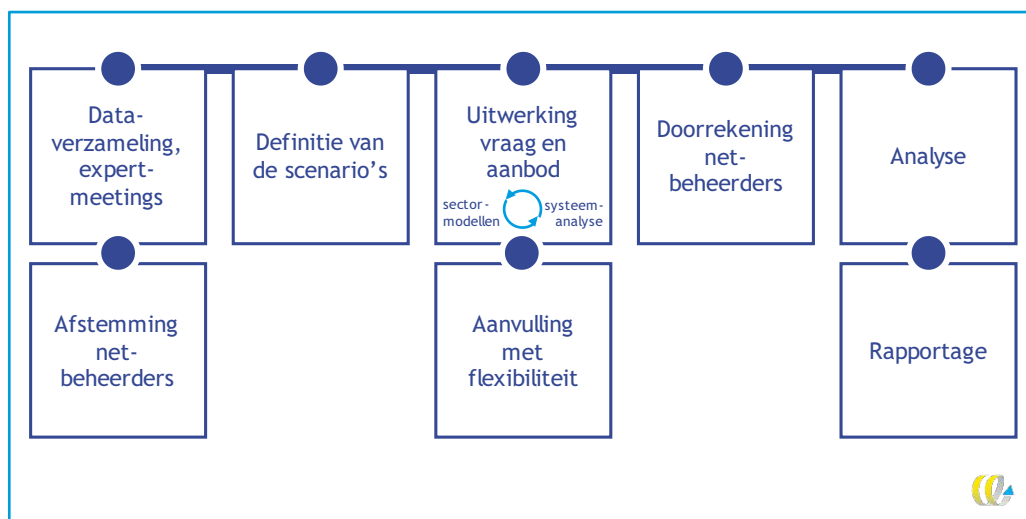 Data-
verzameling,
expert-
meetings
Definitie van
de scenario's
Uitwerking
vraag en
aanbod
sector-
modellen
systeem-
analyse
Doorrekening
net-
beheerders
Analyse
Afstemming
net-
beheerders
Aanvulling
met
flexibiliteit
Rapportage